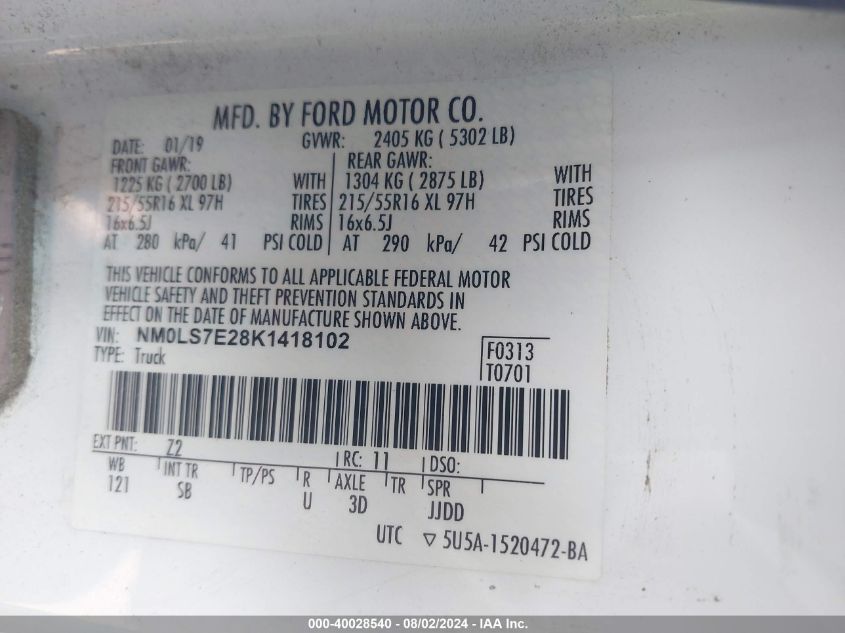 MFD. BY FORD MOTOR CO.
DATE: 01/19 GVWR: 2405 KG ( 5302 LB)
FRONT GAWR: REAR GAWR:
1225 KG ( 2700 LB) WITH 1304 KG ( 2875 LB) WITH
215/55R16 XL 97H TIRES 215/55R16 XL 97H TIRES
16x6.5J RIMS 16x6.5J RIMS
AT 280 kPa/ 41 PSI COLD AT 290 kPa/ 42 PSI COLD
THIS VEHICLE CONFORMS TO ALL APPLICABLE FEDERAL MOTOR
VEHICLE SAFETY AND THEFT PREVENTION STANDARDS IN
EFFECT ON THE DATE OF MANUFACTURE SHOWN ABOVE.
VIN: NM0LS7E28K1418102
TYPE: Truck
F0313
T0701
EXT PNT: Z2 RC: 11 DSO:
WB INT TR TP/PS R AXLE TR SPR
121 SB U 3D JJDD
UTC ▽ 5U5A-1520472-BA
000-40028540 - 08/02/2024 - IAA Inc.